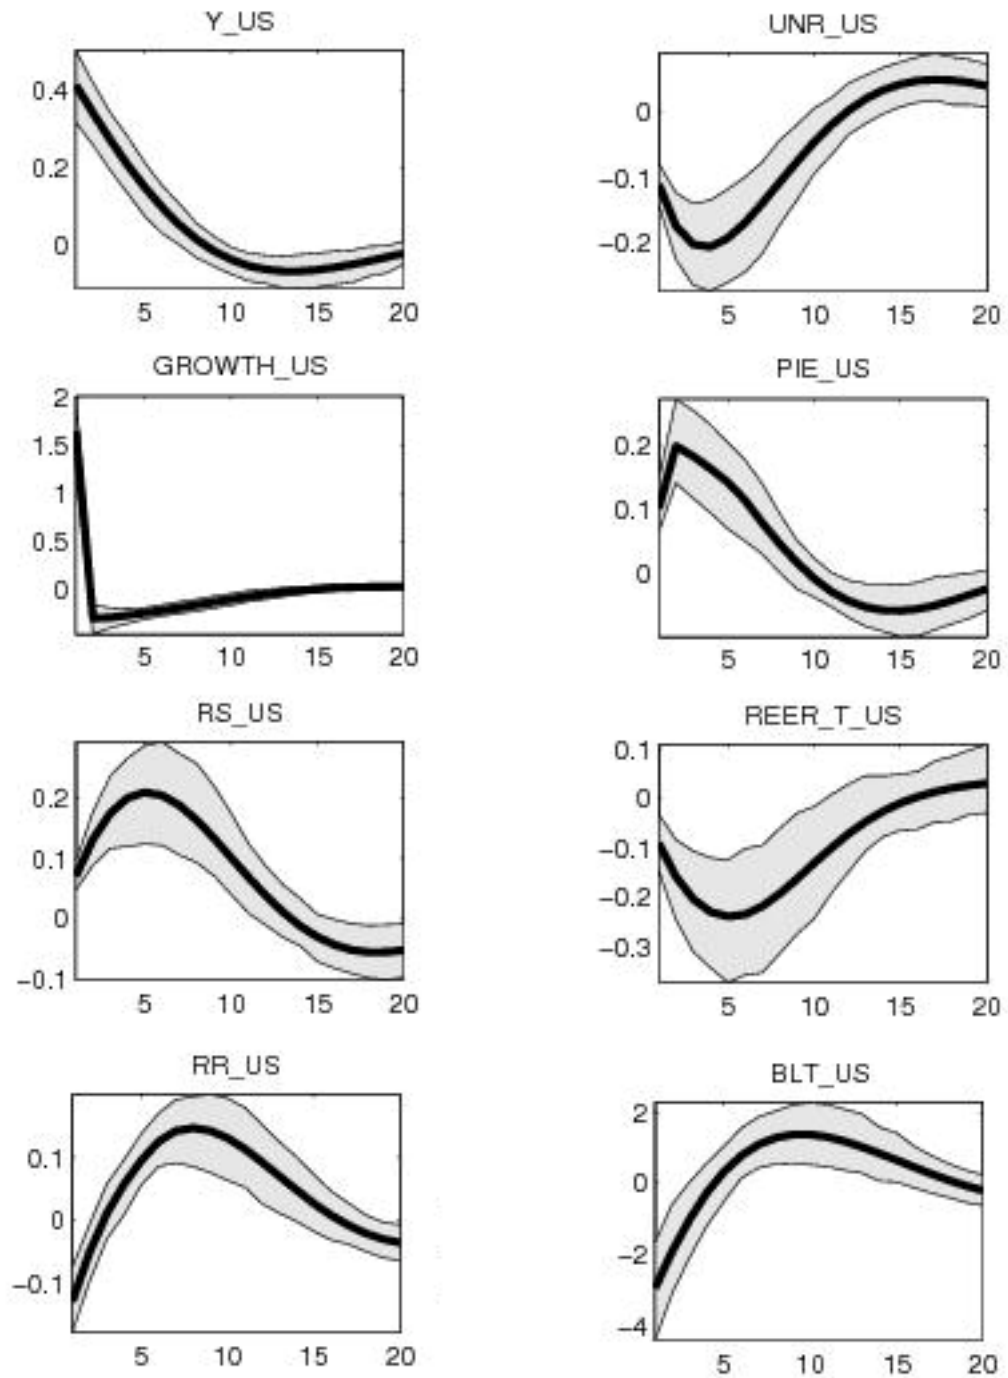 Y_US UNR_US
0.4 0
0.2 −0.1
0 −0.2
5 10 15 20 5 10 15 20
GROWTH_US PIE_US
2
1.5 0.2
1 0.1
0.5
0 0
5 10 15 20 5 10 15 20
RS_US REER_T_US
0.1
0.2 0
0.1 −0.1
0 −0.2
−0.1 −0.3
5 10 15 20 5 10 15 20
RR_US BLT_US
2
0.1 0
0 −2
−0.1 −4
5 10 15 20 5 10 15 20